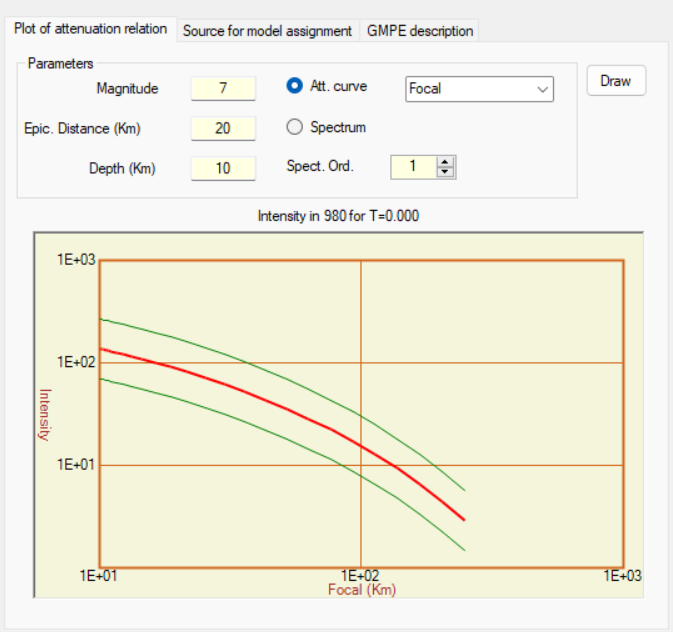 Plot of attenuation relation Source for model assignment GMPE description
Parameters
Magnitude 7 Att. curve Focal Draw
Epic. Distance (Km) 20 Spectrum
Depth (Km) 10 Spect. Ord. 1
Intensity in 980 for T=0.000
1E+03
1E+02
Intensity
1E+01
1E+01 1E+02 1E+03
Focal (Km)